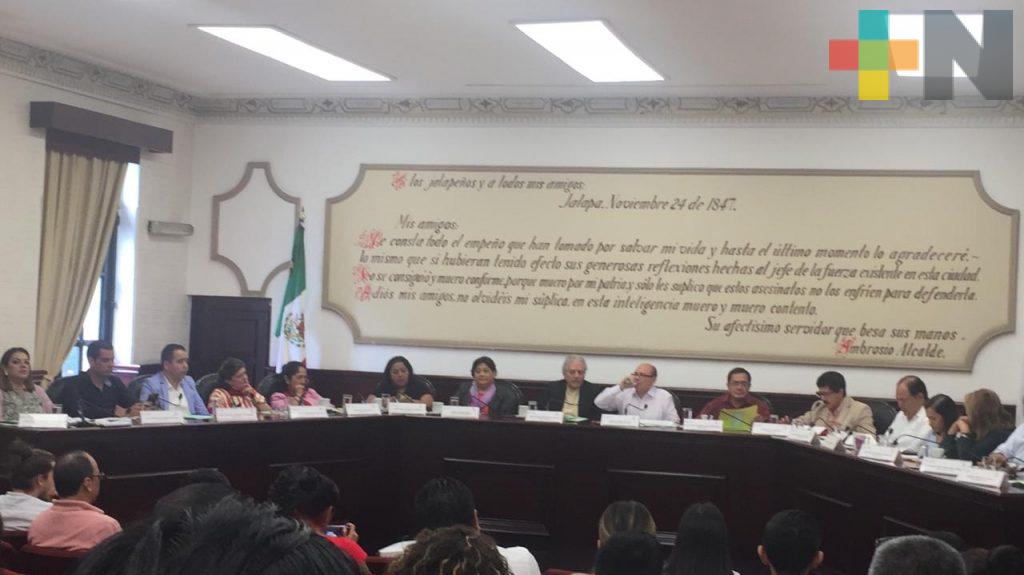 +N
A los jalapeños y a todos mis amigos:
Jalapa, Noviembre 24 de 1847.
Mis amigos:
Me consta todo el empeño que han tomado por salvar mi vida y hasta el último momento lo agradeceré,-
lo mismo que si hubieran tenido efecto sus generosas reflexiones hechas al jefe de la fuerza existente en esta ciudad.
No se consiguió y muero conforme, porque muero por mi patria, y sólo les suplico que estos asesinatos no los enfríen para defenderla.
Adiós mis amigos, no olvidéis mi súplica, en esta inteligencia muero y muero contento.
Su afectísimo servidor que besa sus manos.
Ambrosio Alcalde.